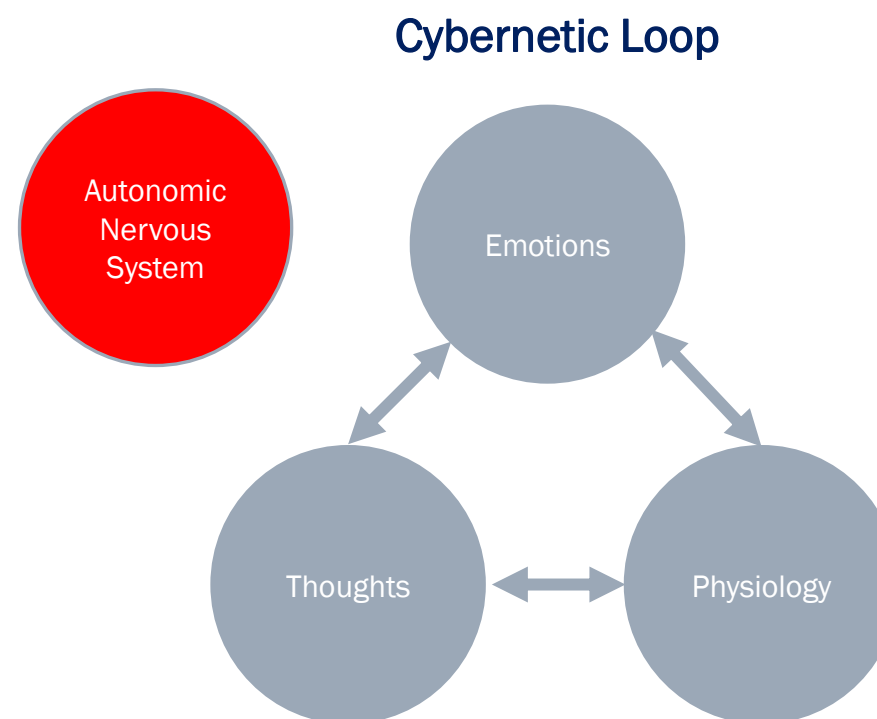 Cybernetic Loop
Autonomic
Nervous
System
Emotions
Thoughts
Physiology